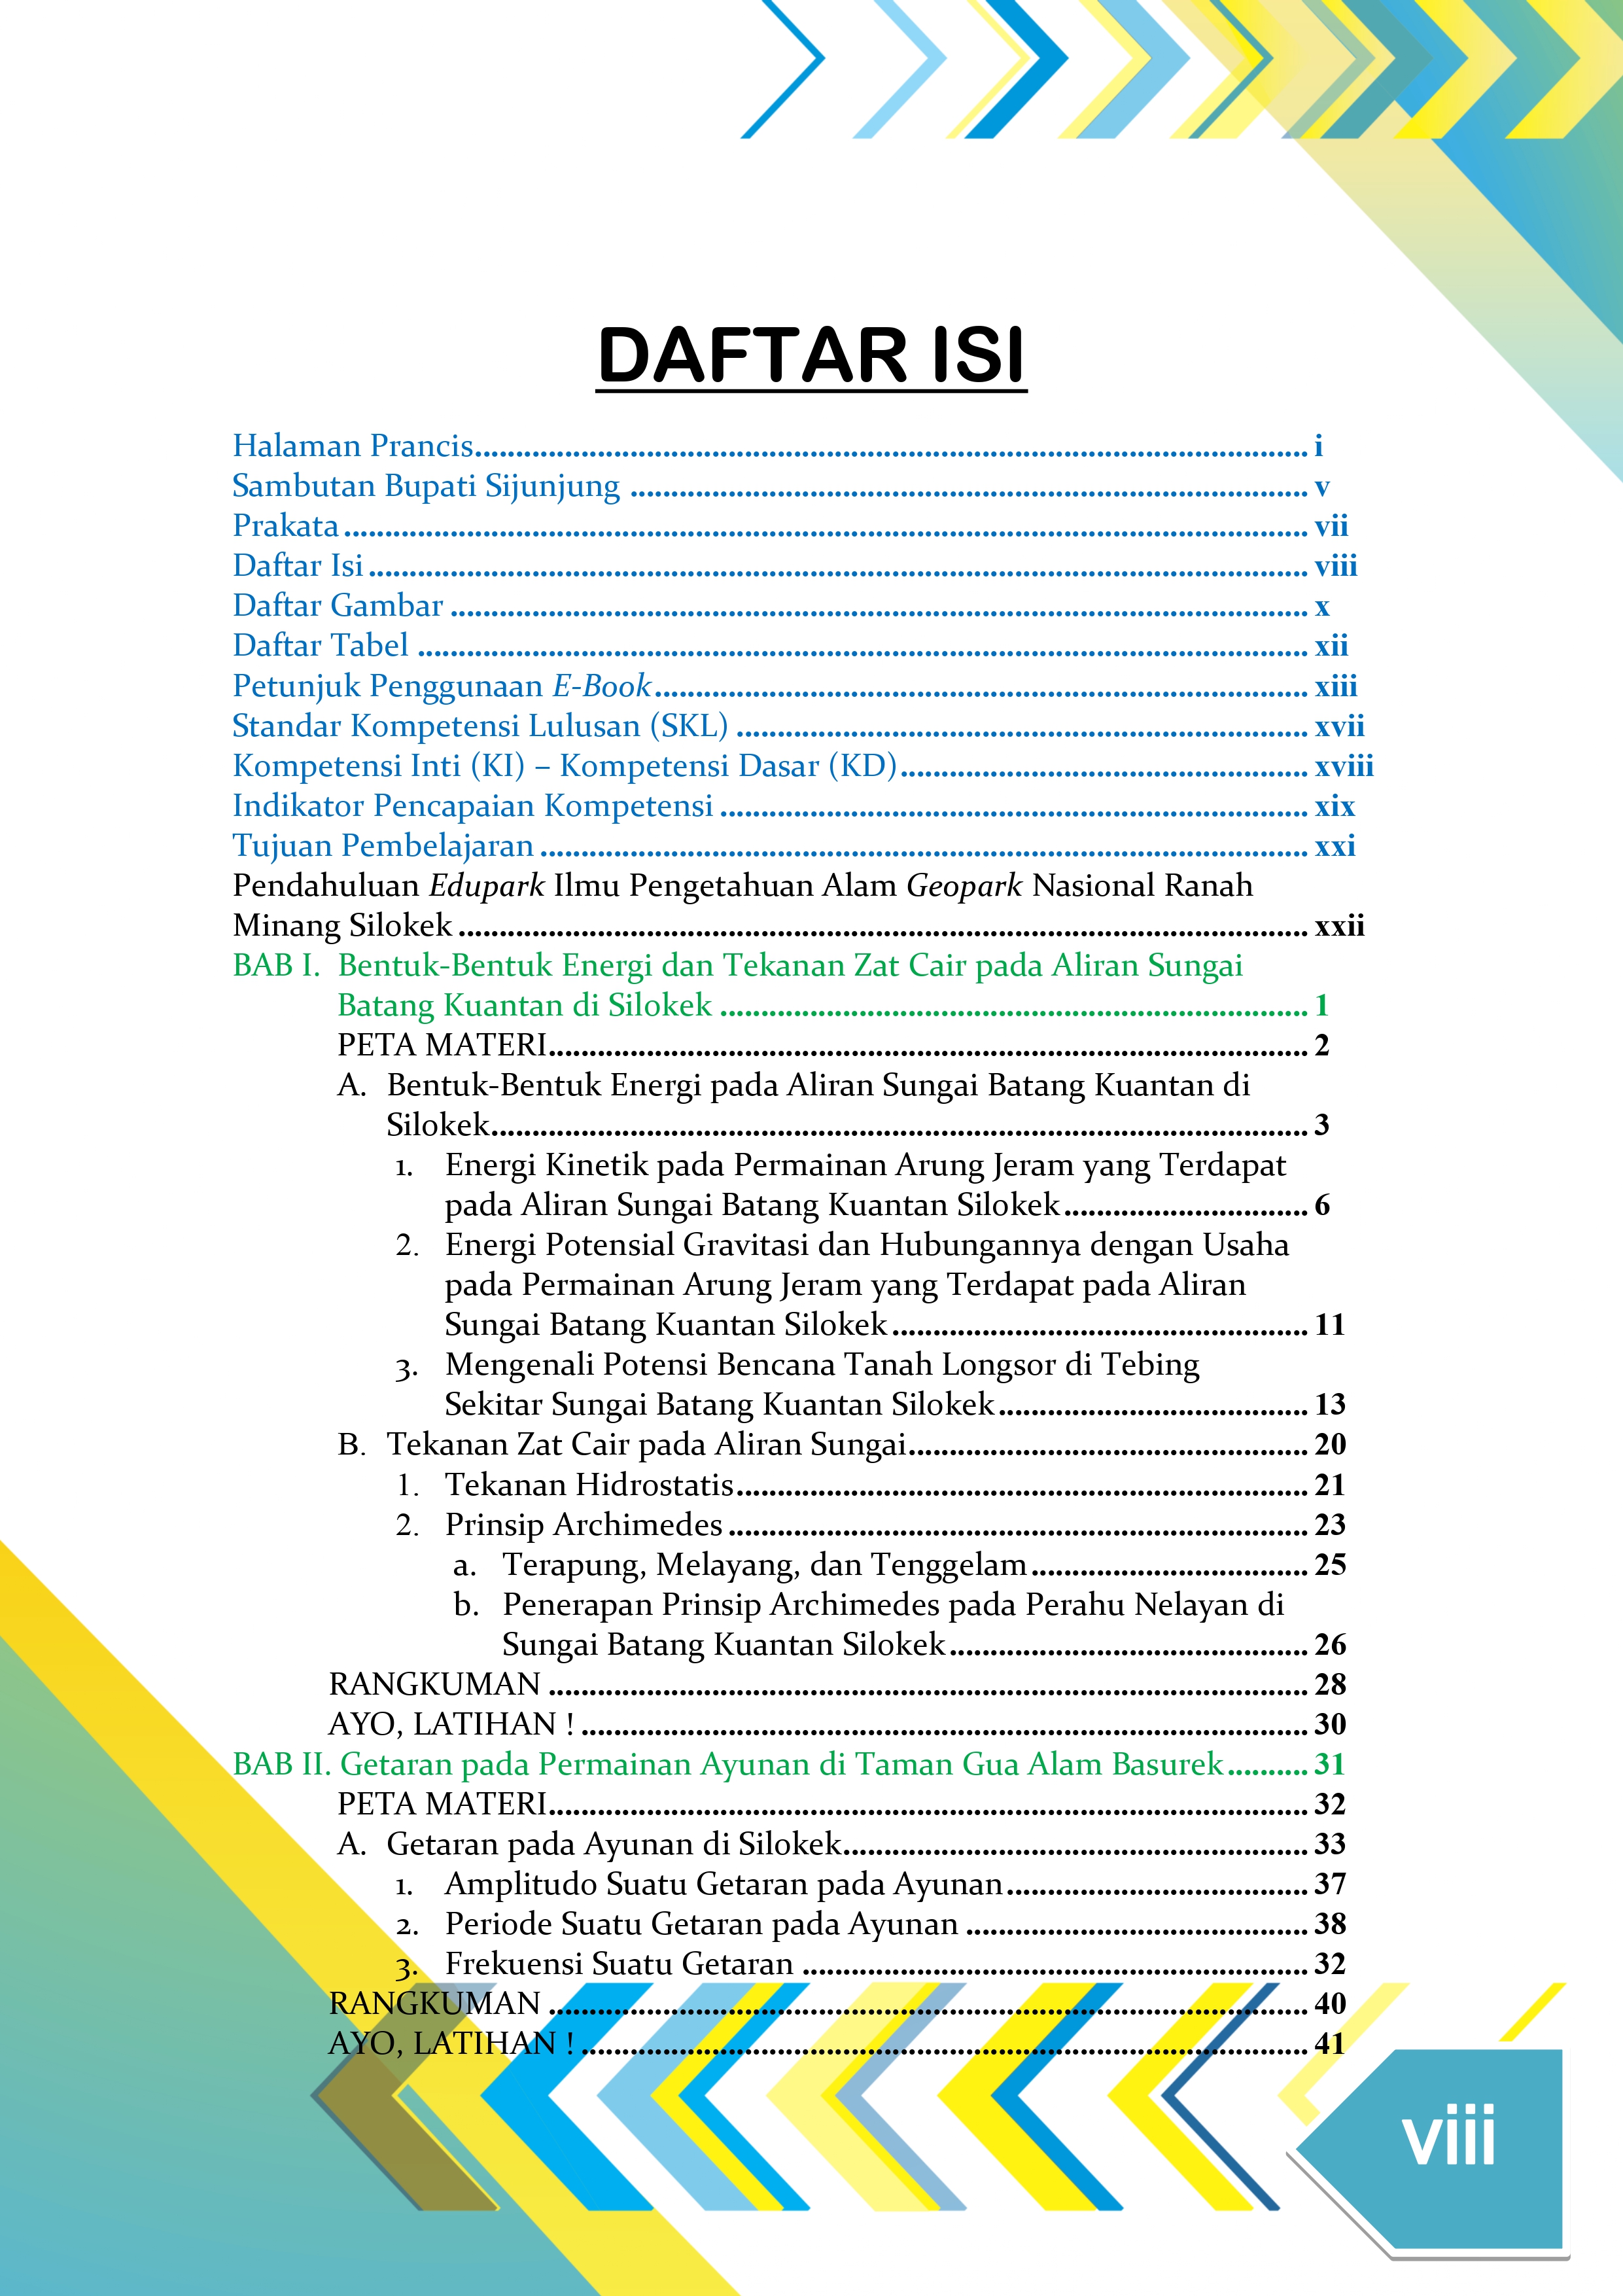 DAFTAR ISI
Halaman Prancis.......... i
Sambutan Bupati Sijunjung .......... v
Prakata .......... vii
Daftar Isi .......... viii
Daftar Gambar .......... x
Daftar Tabel .......... xii
Petunjuk Penggunaan E-Book.......... xiii
Standar Kompetensi Lulusan (SKL) .......... xvii
Kompetensi Inti (KI) – Kompetensi Dasar (KD).......... xviii
Indikator Pencapaian Kompetensi .......... xix
Tujuan Pembelajaran .......... xxi
Pendahuluan Edupark Ilmu Pengetahuan Alam Geopark Nasional Ranah
Minang Silokek .......... xxii
BAB I. Bentuk-Bentuk Energi dan Tekanan Zat Cair pada Aliran Sungai
Batang Kuantan di Silokek .......... 1
PETA MATERI.......... 2
A. Bentuk-Bentuk Energi pada Aliran Sungai Batang Kuantan di
Silokek.......... 3
1. Energi Kinetik pada Permainan Arung Jeram yang Terdapat
pada Aliran Sungai Batang Kuantan Silokek .......... 6
2. Energi Potensial Gravitasi dan Hubungannya dengan Usaha
pada Permainan Arung Jeram yang Terdapat pada Aliran
Sungai Batang Kuantan Silokek .......... 11
3. Mengenali Potensi Bencana Tanah Longsor di Tebing
Sekitar Sungai Batang Kuantan Silokek.......... 13
B. Tekanan Zat Cair pada Aliran Sungai.......... 20
1. Tekanan Hidrostatis.......... 21
2. Prinsip Archimedes .......... 23
a. Terapung, Melayang, dan Tenggelam .......... 25
b. Penerapan Prinsip Archimedes pada Perahu Nelayan di
Sungai Batang Kuantan Silokek.......... 26
RANGKUMAN .......... 28
AYO, LATIHAN ! .......... 30
BAB II. Getaran pada Permainan Ayunan di Taman Gua Alam Basurek .......... 31
PETA MATERI.......... 32
A. Getaran pada Ayunan di Silokek.......... 33
1. Amplitudo Suatu Getaran pada Ayunan .......... 37
2. Periode Suatu Getaran pada Ayunan .......... 38
3. Frekuensi Suatu Getaran .......... 32
RANGKUMAN .......... 40
AYO, LATIHAN ! .......... 41
viii